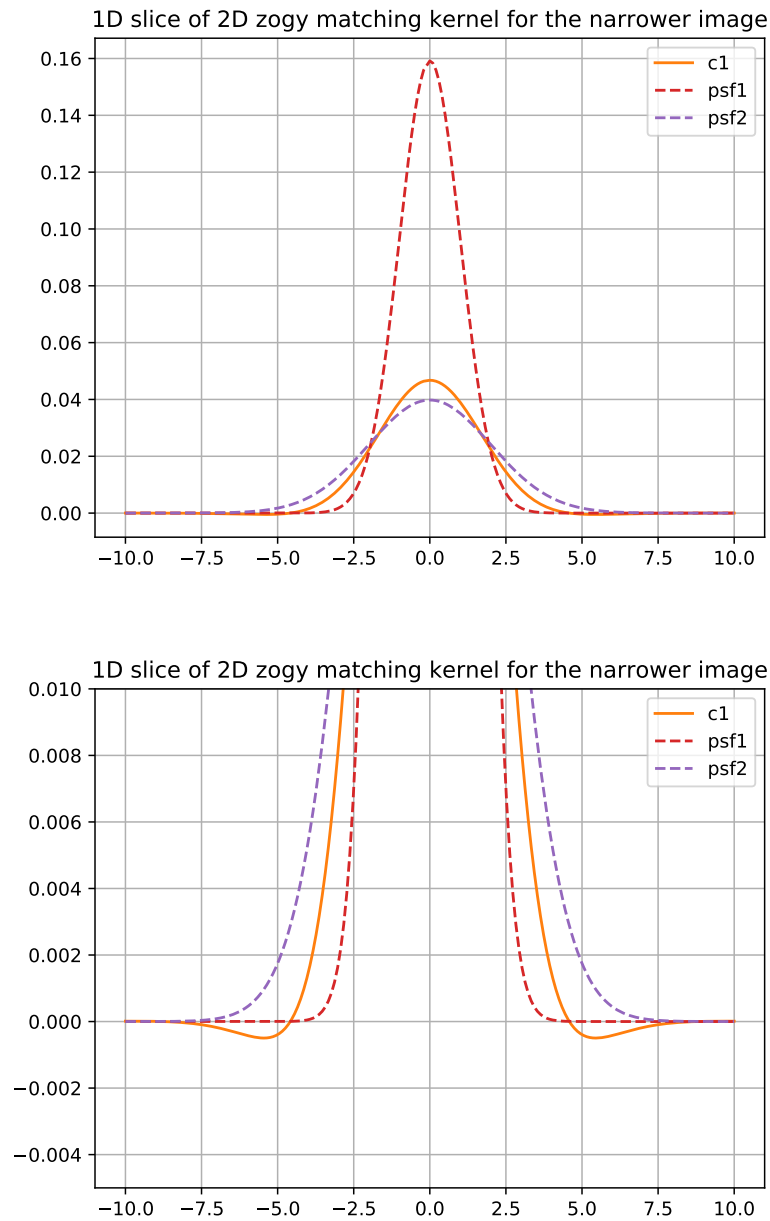 1D slice of 2D zogy matching kernel for the narrower image
c1
psf1
psf2
0.16
0.14
0.12
0.10
0.08
0.06
0.04
0.02
0.00
−10.0 −7.5 −5.0 −2.5 0.0 2.5 5.0 7.5 10.0
1D slice of 2D zogy matching kernel for the narrower image
c1
psf1
psf2
0.010
0.008
0.006
0.004
0.002
0.000
−0.002
−0.004
−10.0 −7.5 −5.0 −2.5 0.0 2.5 5.0 7.5 10.0